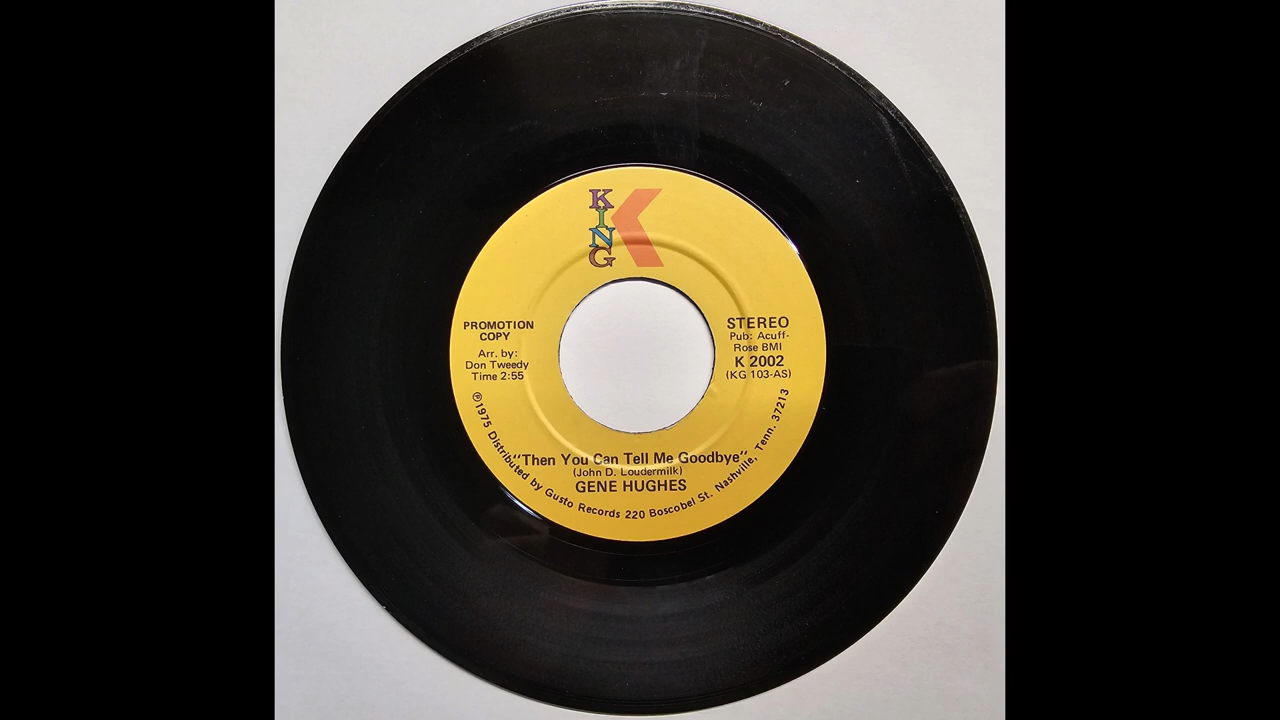 KING
PROMOTION
COPY
Arr. by:
Don Tweedy
Time 2:55
STEREO
Pub: Acuff-
Rose BMI
K 2002
(KG 103-AS)
"Then You Can Tell Me Goodbye"
(John D. Loudermilk)
GENE HUGHES
℗1975 Distributed by Gusto Records 220 Boscobel St. Nashville, Tenn. 37213